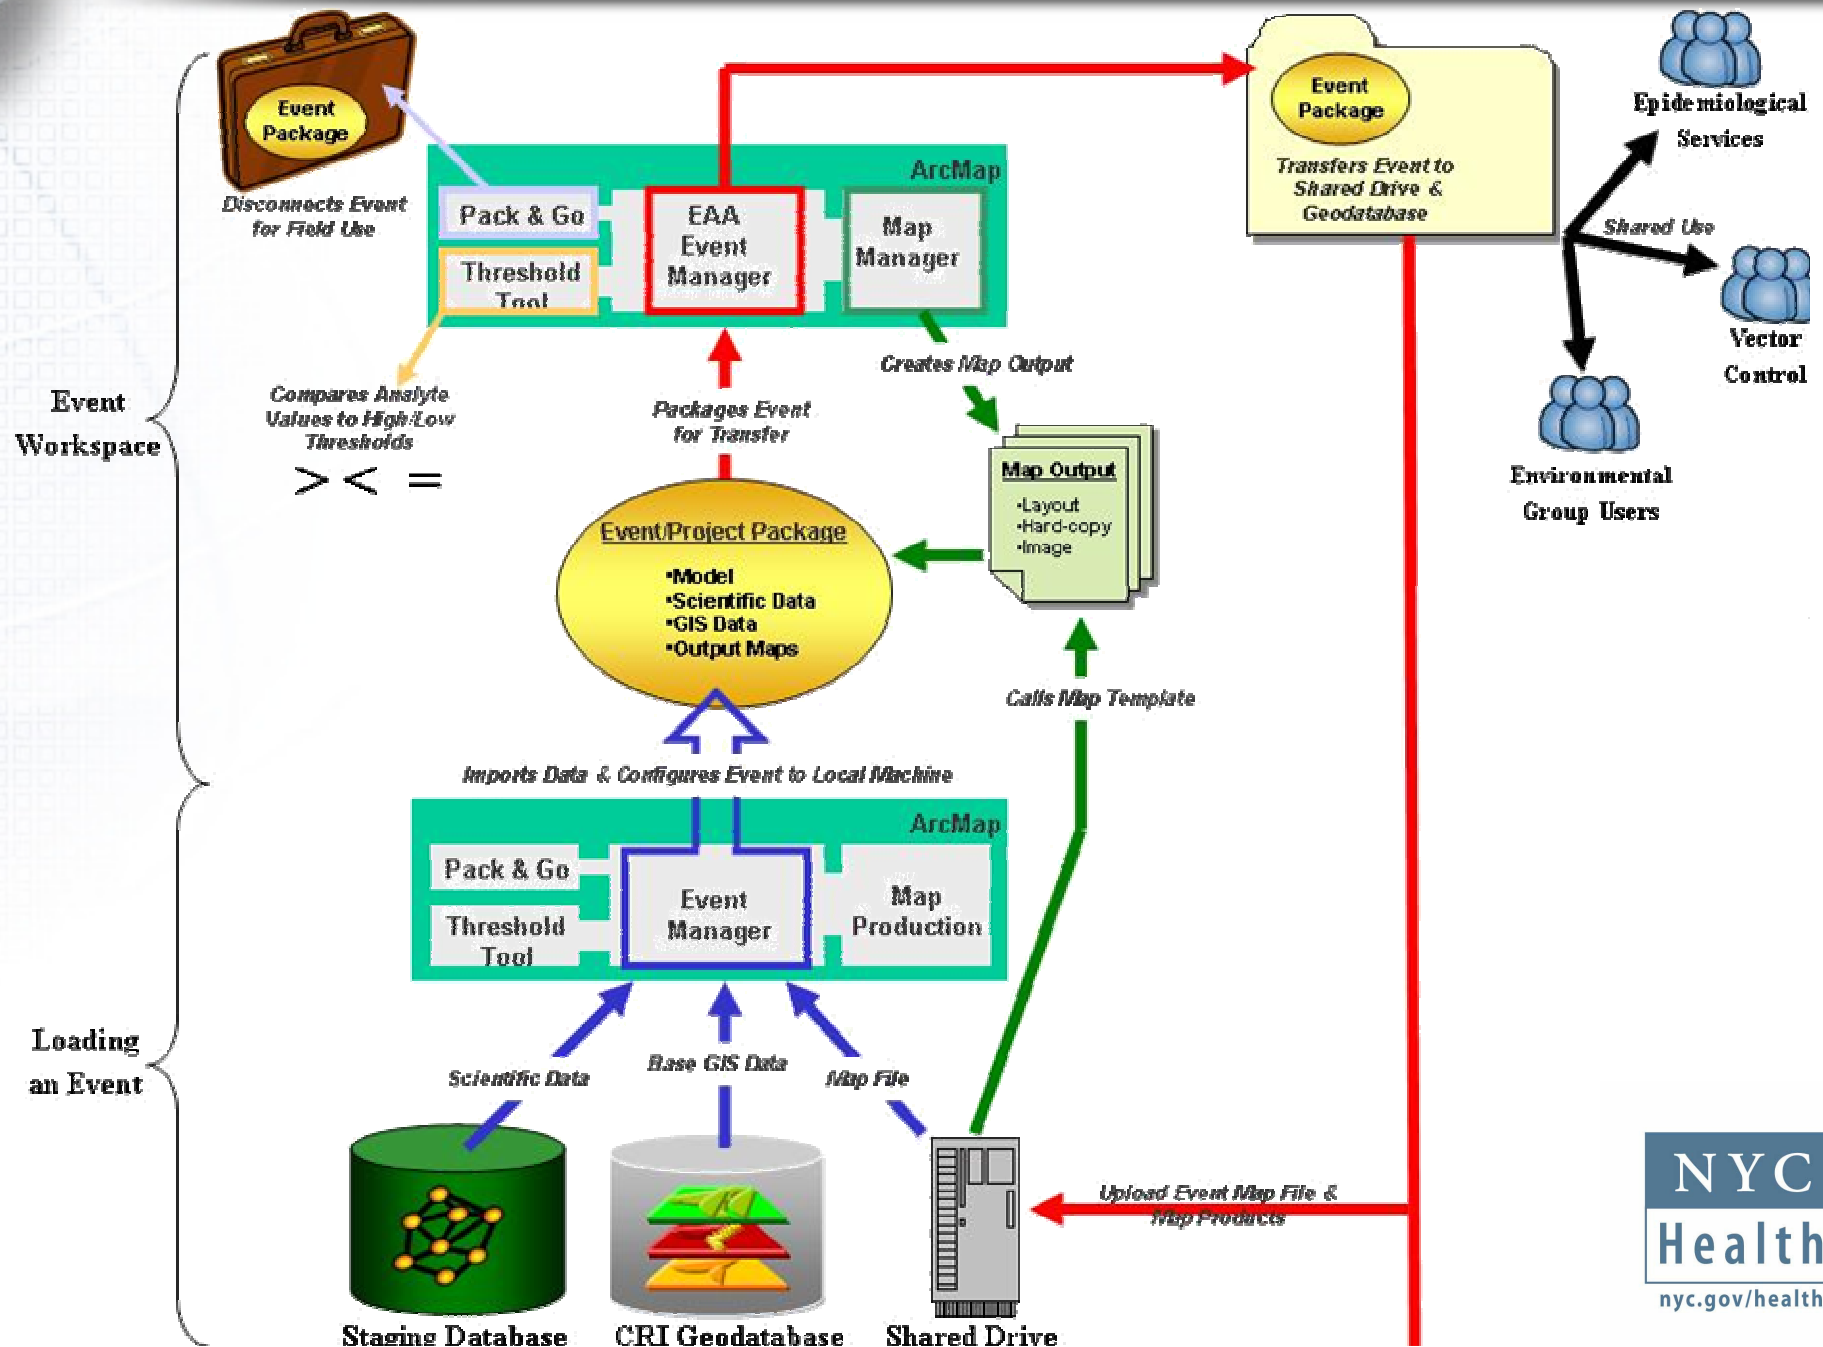 Event
Package
Disconnects Event
for Field Use
ArcMap
Pack & Go
Threshold
Tool
EAA
Event
Manager
Map
Manager
Event
Package
Transfers Event to
Shared Drive &
Geodatabase
Epidemiological
Services
Shared Use
Vector
Control
Environmental
Group Users
Event
Workspace
Compares Analyte
Values to High/Low
Thresholds
> < =
Packages Event
for Transfer
Creates Map Output
Map Output
•Layout
•Hard-copy
•Image
Event/Project Package
▪Model
▪Scientific Data
▪GIS Data
▪Output Maps
Calls Map Template
Imports Data & Configures Event to Local Machine
ArcMap
Pack & Go
Threshold
Tool
Event
Manager
Map
Production
Loading
an Event
Scientific Data
Base GIS Data
Map File
Upload Event Map File &
Map Products
Staging Database
CRI Geodatabase
Shared Drive
NYC
Health
nyc.gov/health